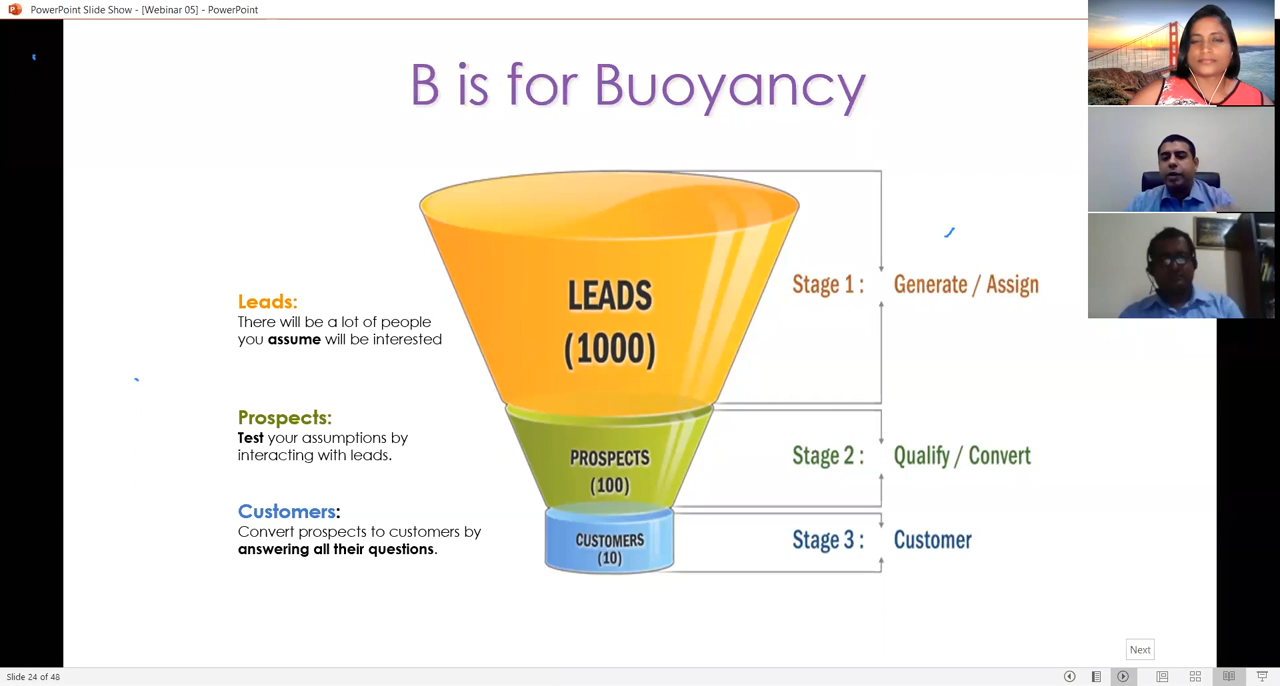 PowerPoint Slide Show - [Webinar 05] - PowerPoint
B is for Buoyancy
Leads:
There will be a lot of people
you assume will be interested
Prospects:
Test your assumptions by
interacting with leads.
Customers:
Convert prospects to customers by
answering all their questions.
LEADS
(1000)
PROSPECTS
(100)
CUSTOMERS
(10)
Stage 1 : Generate / Assign
Stage 2 : Qualify / Convert
Stage 3 : Customer
Next
Slide 24 of 48